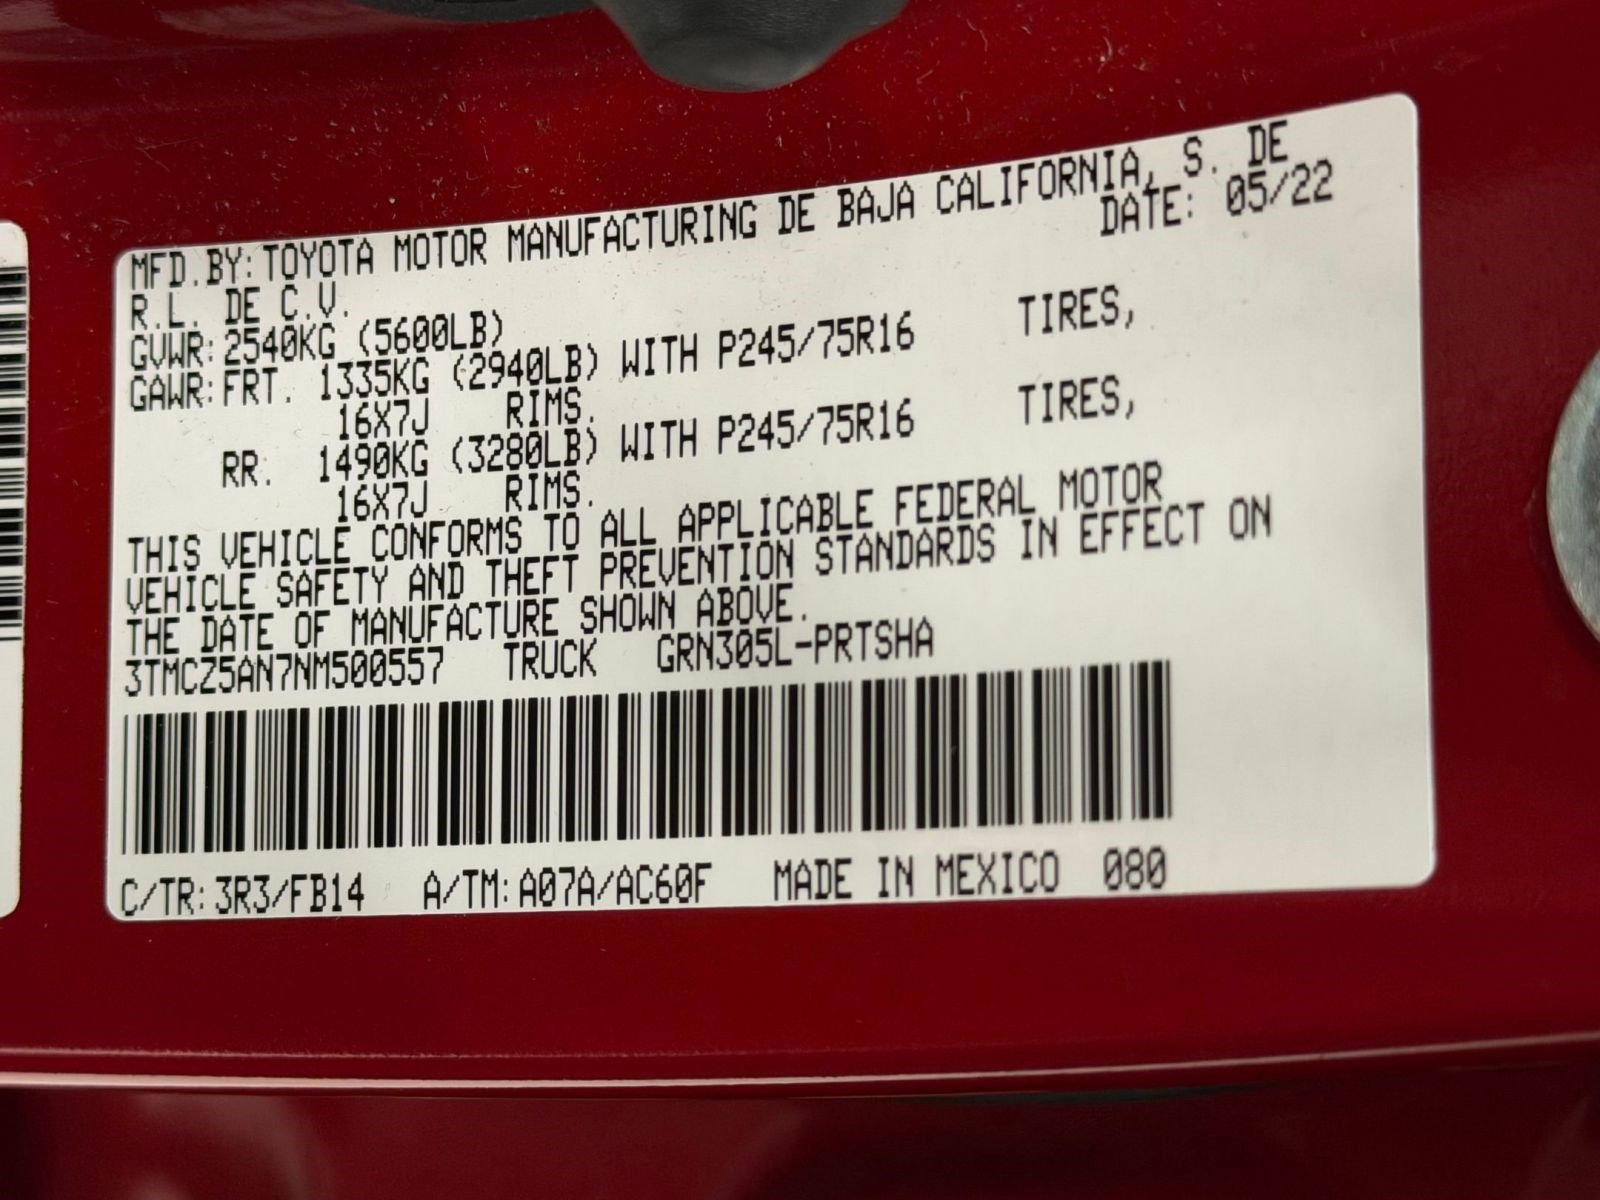 MFD.BY:TOYOTA MOTOR MANUFACTURING DE BAJA CALIFORNIA, S. DE
R.L. DE C.V. DATE: 05/22
GVWR:2540KG (5600LB)
GAWR:FRT. 1335KG (2940LB) WITH P245/75R16 TIRES,
16X7J RIMS.
RR. 1490KG (3280LB) WITH P245/75R16 TIRES,
16X7J RIMS.
THIS VEHICLE CONFORMS TO ALL APPLICABLE FEDERAL MOTOR
VEHICLE SAFETY AND THEFT PREVENTION STANDARDS IN EFFECT ON
THE DATE OF MANUFACTURE SHOWN ABOVE.
3TMCZ5AN7NM500557 TRUCK GRN305L-PRTSHA
C/TR:3R3/FB14 A/TM:A07A/AC60F MADE IN MEXICO 080